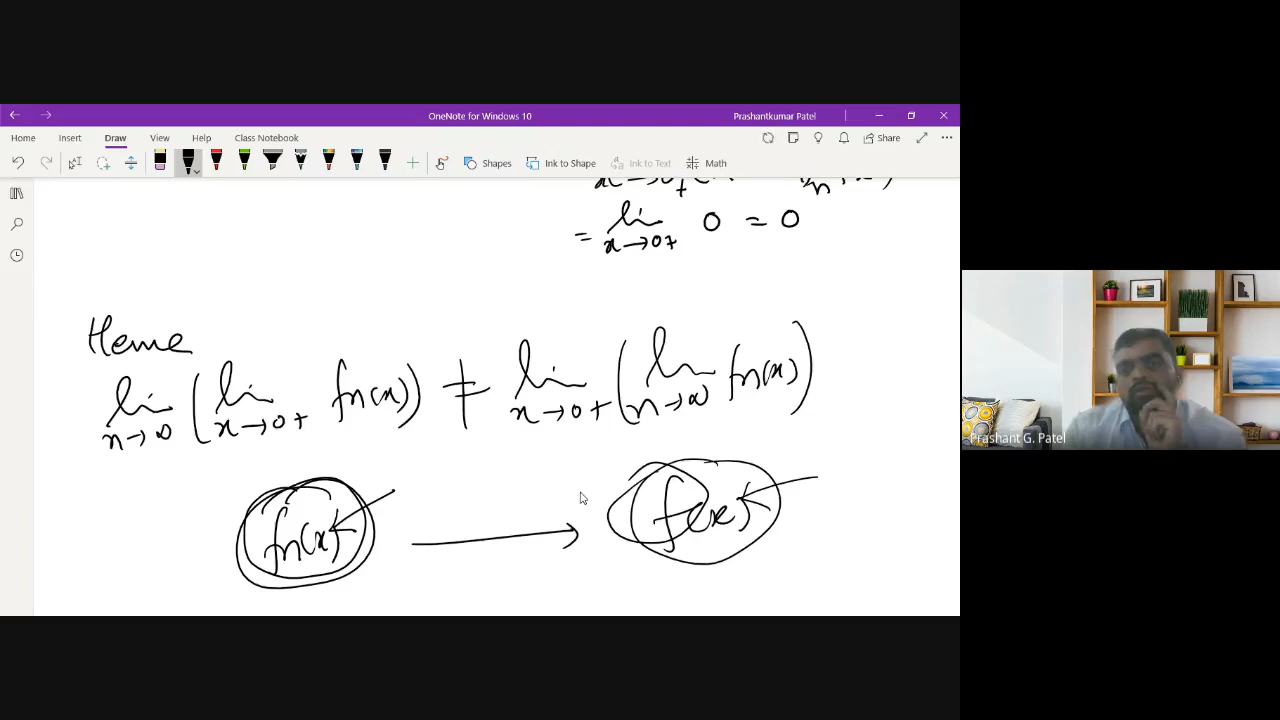 OneNote for Windows 10
Prashantkumar Patel
Home Insert Draw View Help Class Notebook
Share
Shapes Ink to Shape Ink to Text Math
= lim x→0+ 0 = 0
Hence
lim n→∞ (lim x→0+ fn(x)) ≠ lim x→0+ (lim n→∞ fn(x))
fn(x) → f(x)
Prashant G. Patel